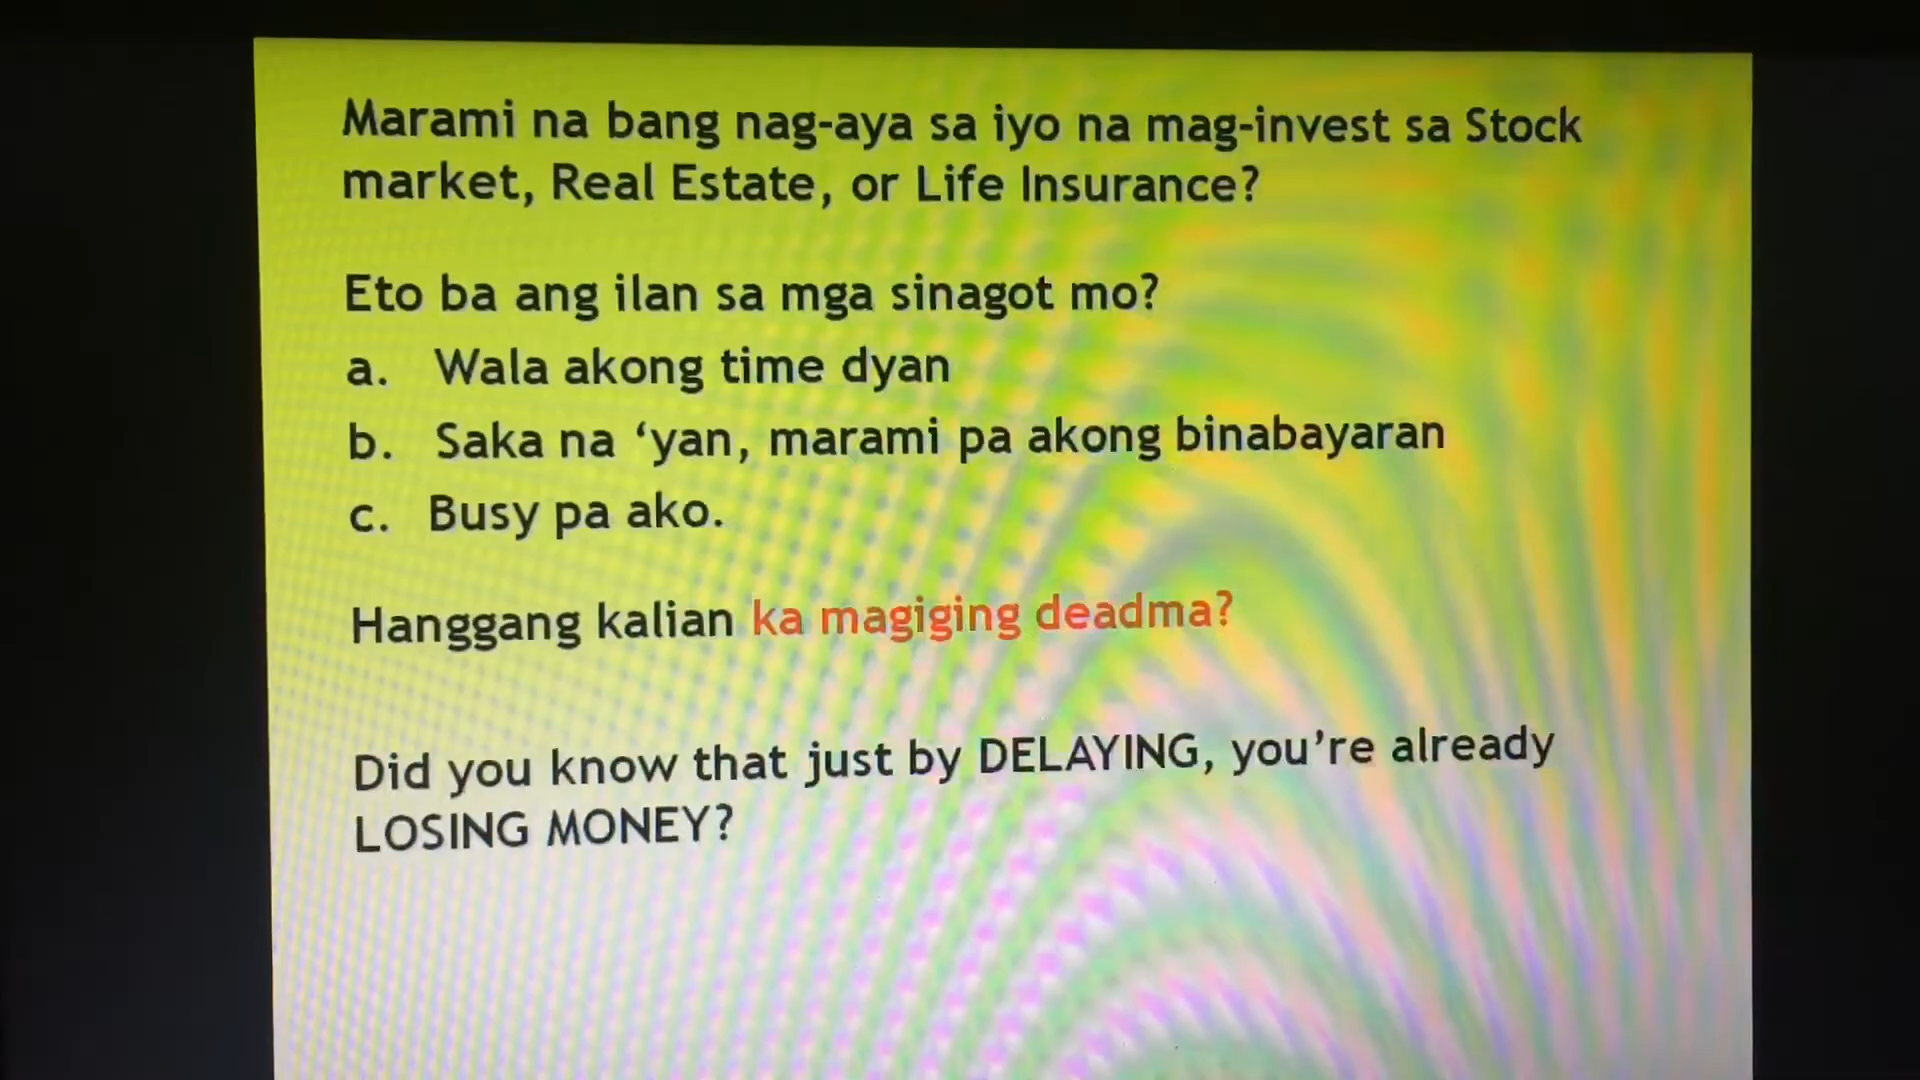 Marami na bang nag-aya sa iyo na mag-invest sa Stock
market, Real Estate, or Life Insurance?
Eto ba ang ilan sa mga sinagot mo?
a. Wala akong time dyan
b. Saka na ‘yan, marami pa akong binabayaran
c. Busy pa ako.
Hanggang kalian ka magiging deadma?
Did you know that just by DELAYING, you’re already
LOSING MONEY?